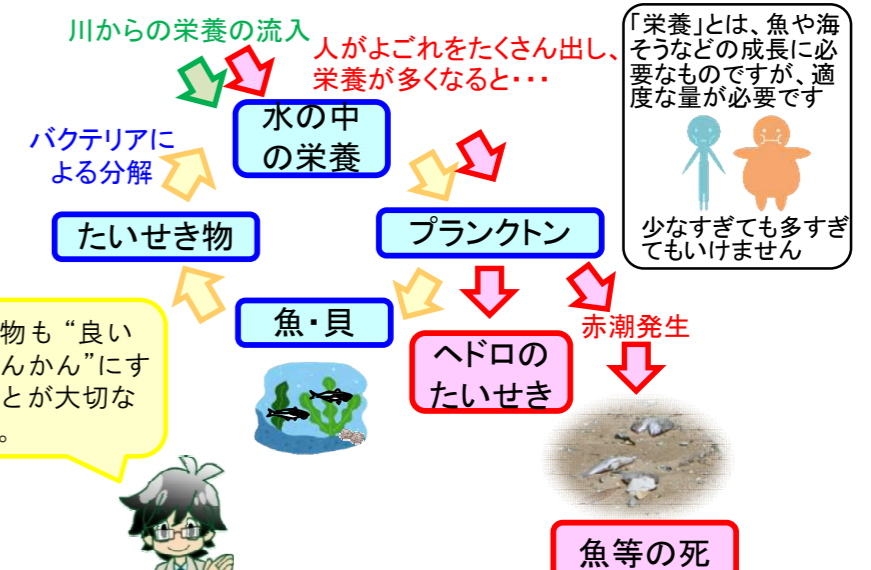 川からの栄養の流入
人がよごれをたくさん出し、
栄養が多くなると・・・
「栄養」とは、魚や海
そうなどの成長に必
要なものですが、適
度な量が必要です
少なすぎても多すぎ
てもいけません
水の中
の栄養
バクテリアに
よる分解
たいせき物
プランクトン
魚・貝
ヘドロの
たいせき
赤潮発生
魚等の死
物も“良い
んかん”にす
とが大切な
。